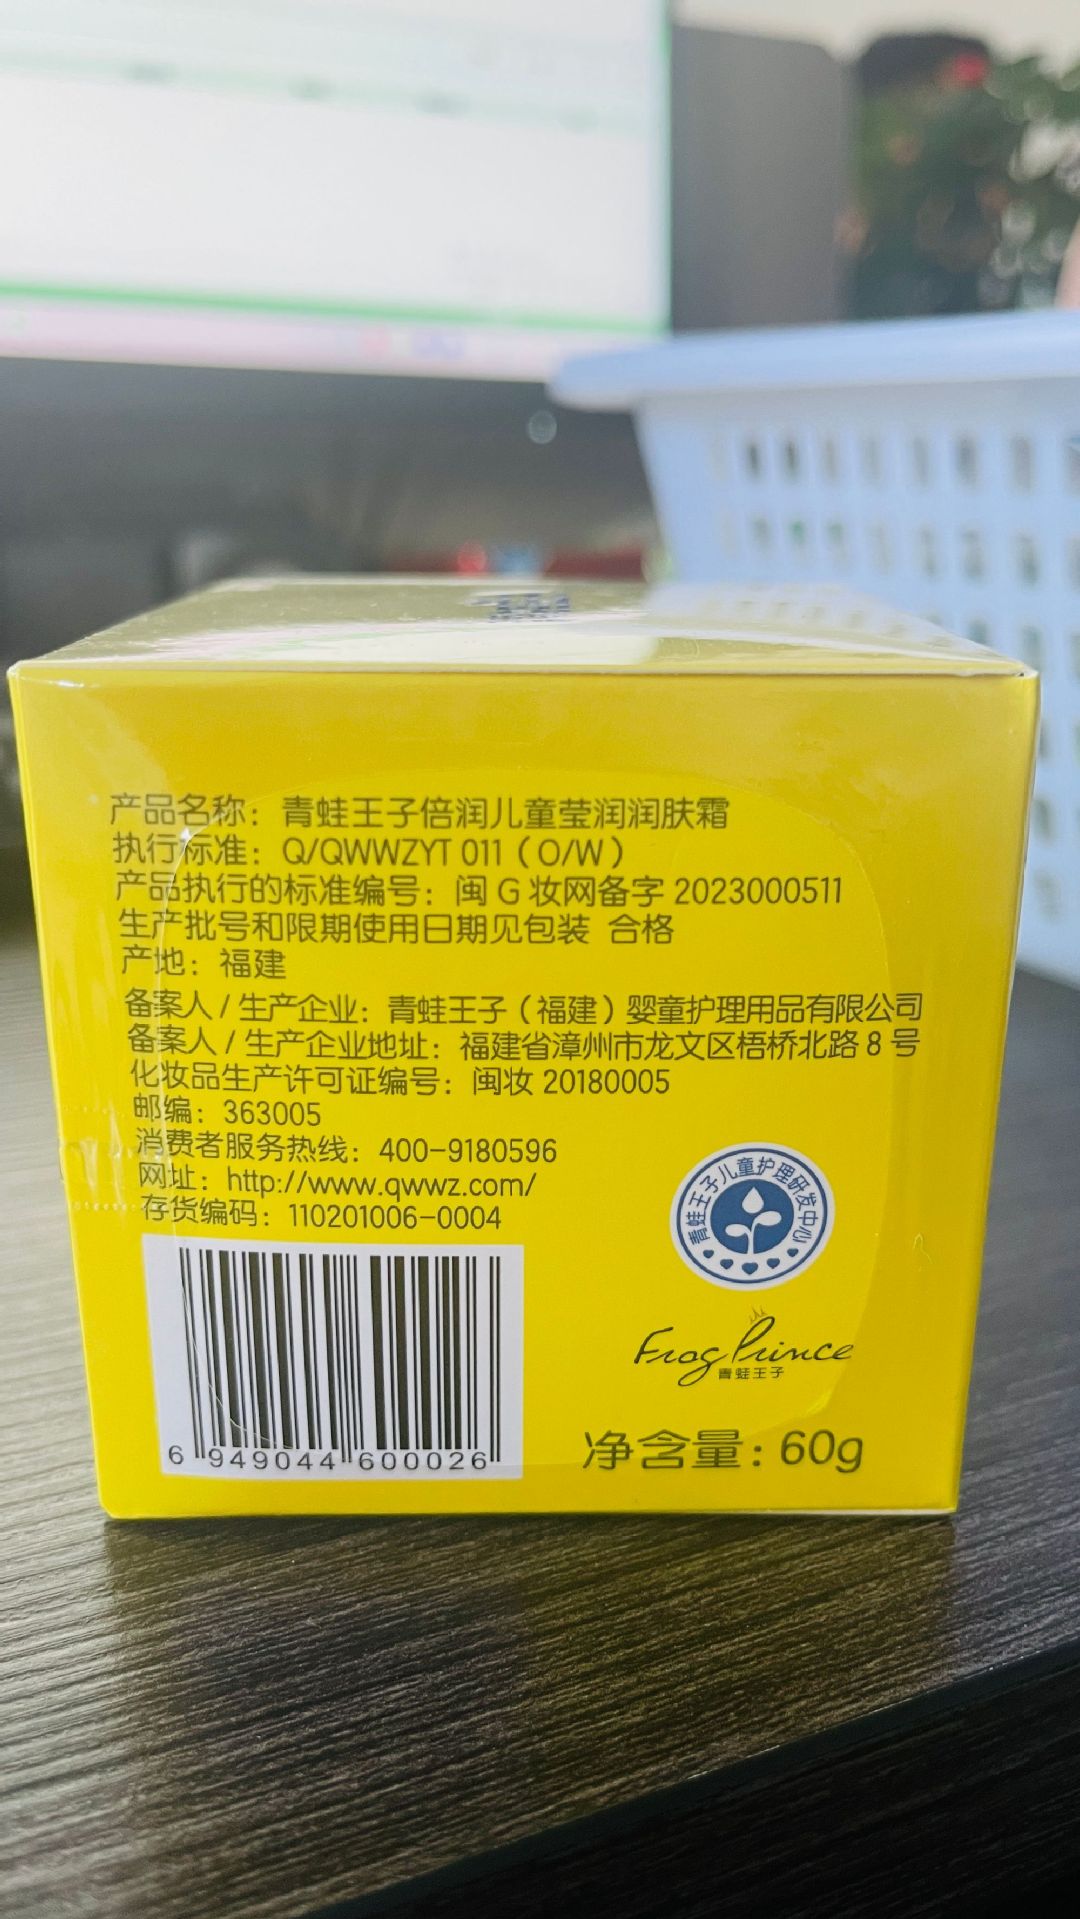 产品名称：青蛙王子倍润儿童莹润润肤霜
执行标准：Q/QWWZYT 011（O/W）
产品执行的标准编号：闽 G 妆网备字 2023000511
生产批号和限期使用日期见包装 合格
产地：福建
备案人 / 生产企业：青蛙王子（福建）婴童护理用品有限公司
备案人 / 生产企业地址：福建省漳州市龙文区梧桥北路 8 号
化妆品生产许可证编号：闽妆 20180005
邮编：363005
消费者服务热线：400-9180596
网址：http://www.qwwz.com/
存货编码：110201006-0004
青蛙王子儿童护理研发中心
Frog Prince
青蛙王子
6 949044 600026
净含量：60g